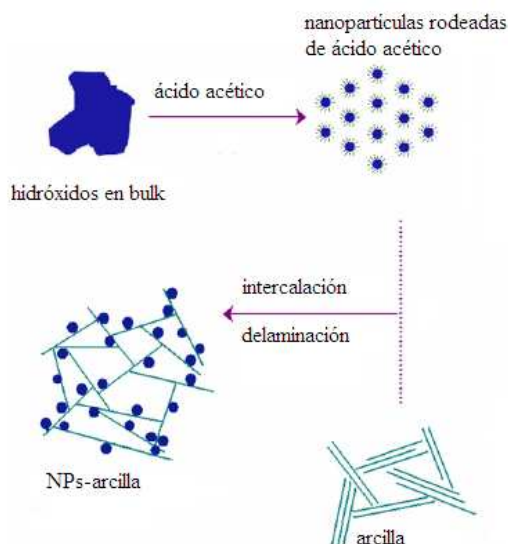 nanopartículas rodeadas
de ácido acético
ácido acético
hidróxidos en bulk
intercalación
delaminación
NPs-arcilla
arcilla